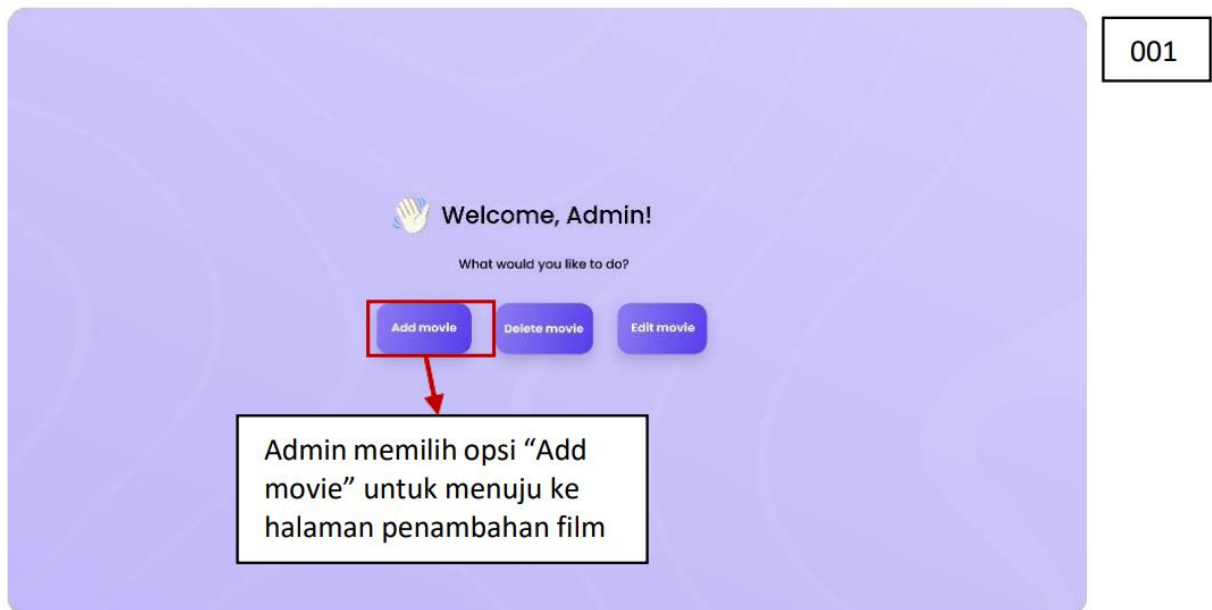 001
Welcome, Admin!
What would you like to do?
Add movie
Delete movie
Edit movie
Admin memilih opsi “Add
movie” untuk menuju ke
halaman penambahan film